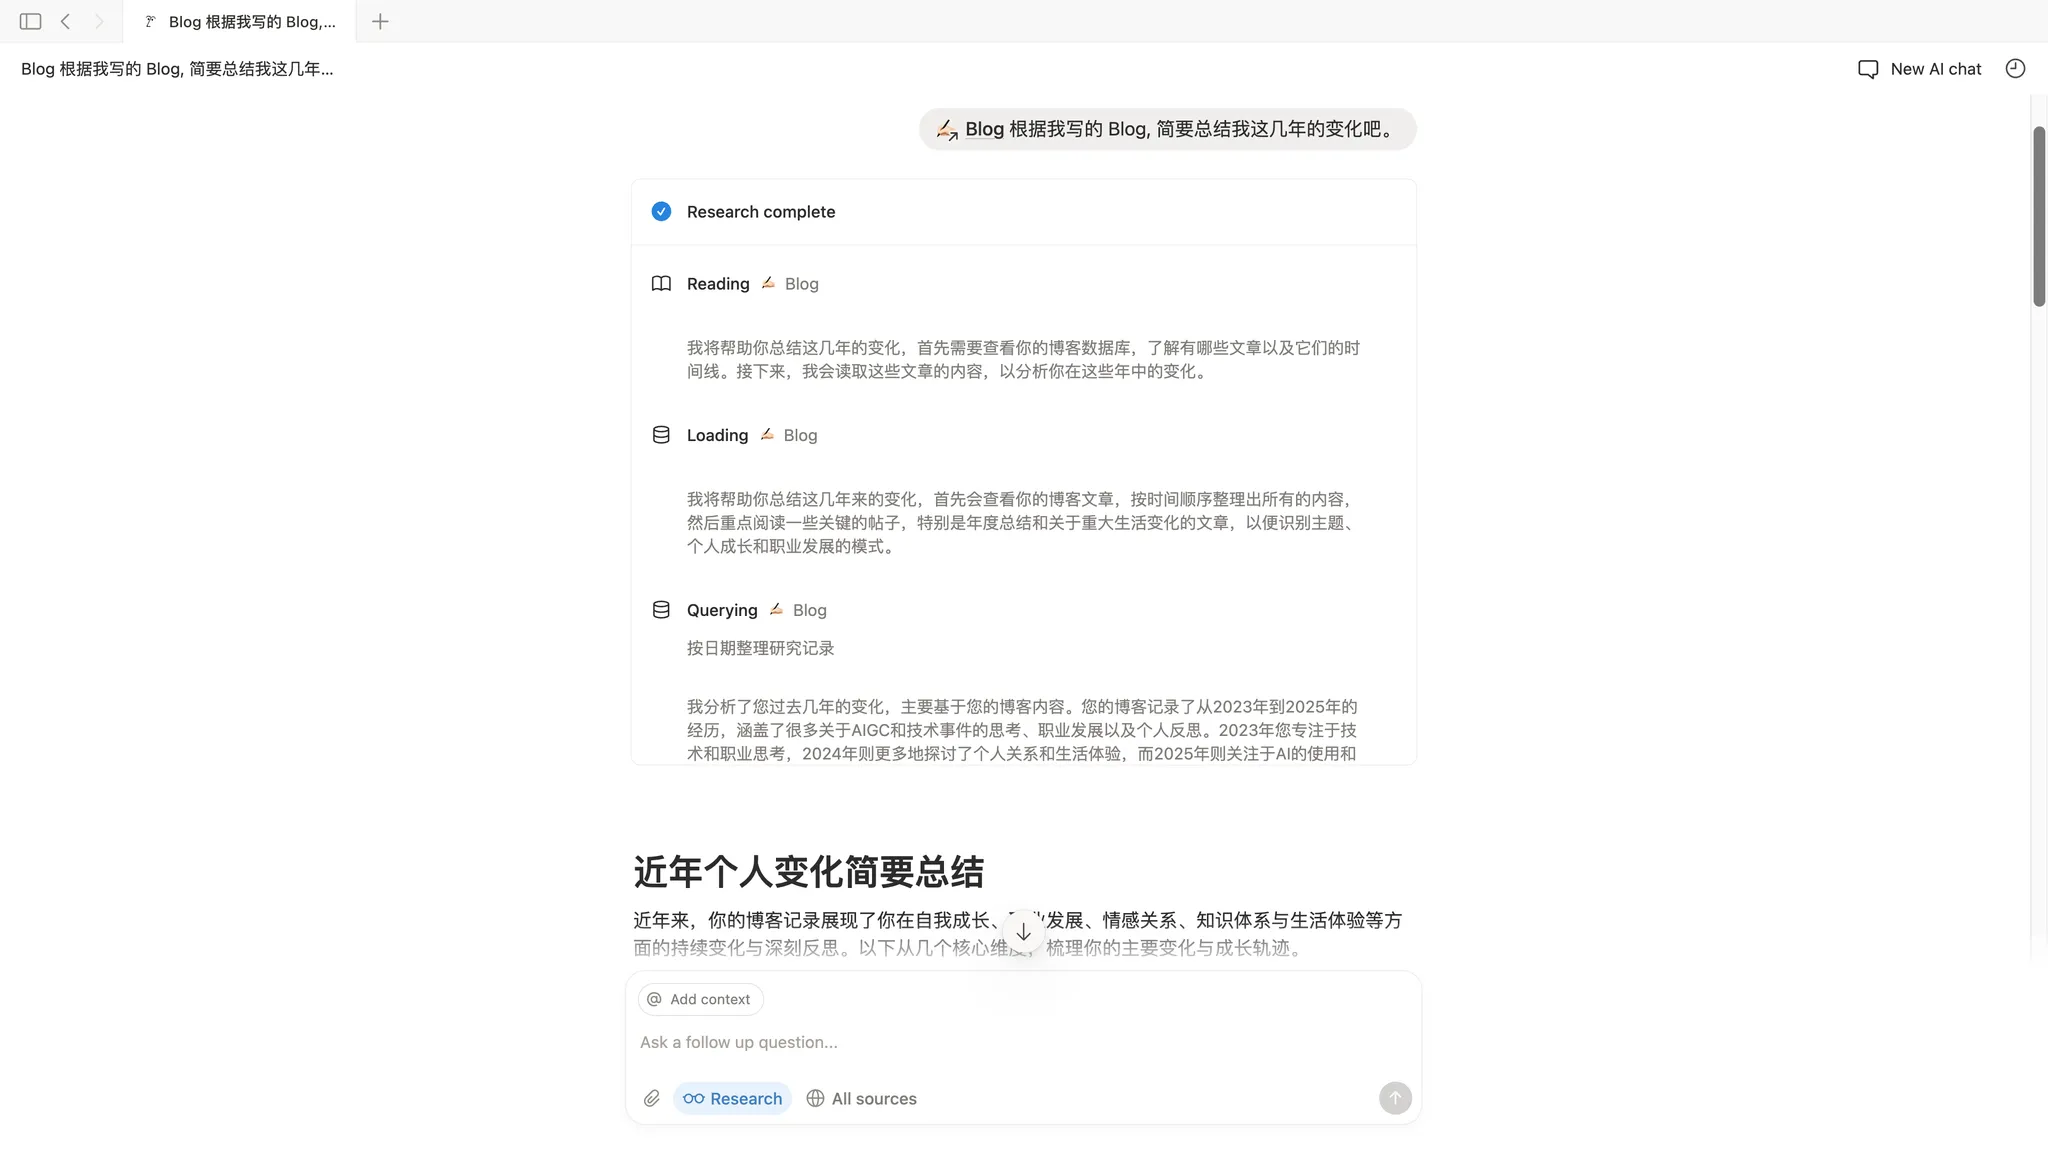 Blog 根据我写的 Blog,...
Blog 根据我写的 Blog, 简要总结我这几年...
New AI chat
Blog 根据我写的 Blog, 简要总结我这几年的变化吧。
Research complete
Reading Blog
我将帮助你总结这几年的变化，首先需要查看你的博客数据库，了解有哪些文章以及它们的时
间线。接下来，我会读取这些文章的内容，以分析你在这些年中的变化。
Loading Blog
我将帮助你总结这几年来的变化，首先会查看你的博客文章，按时间顺序整理出所有的内容，
然后重点阅读一些关键的帖子，特别是年度总结和关于重大生活变化的文章，以便识别主题、
个人成长和职业发展的模式。
Querying Blog
按日期整理研究记录
我分析了您过去几年的变化，主要基于您的博客内容。您的博客记录了从2023年到2025年的
经历，涵盖了很多关于AIGC和技术事件的思考、职业发展以及个人反思。2023年您专注于技
术和职业思考，2024年则更多地探讨了个人关系和生活体验，而2025年则关注于AI的使用和
近年个人变化简要总结
近年来，你的博客记录展现了你在自我成长、发展、情感关系、知识体系与生活体验等方
面的持续变化与深刻反思。以下从几个核心维度，梳理你的主要变化与成长轨迹。
@ Add context
Ask a follow up question...
Research All sources